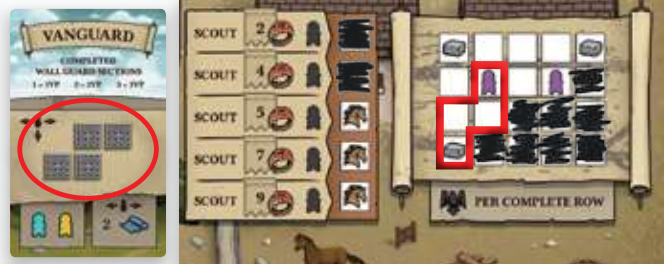 VANGUARD
COMPLETED
WALL GUARD SECTIONS
1 = 1VP 2 = 2VP 3 = 3VP
2
SCOUT 2
SCOUT 4
SCOUT 5
SCOUT 7
SCOUT 9
PER COMPLETE ROW